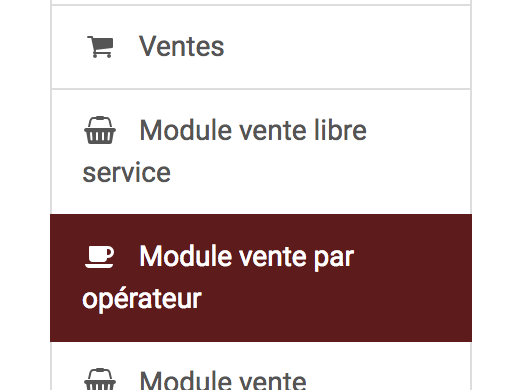 Ventes
Module vente libre
service
Module vente par
opérateur
Module vente